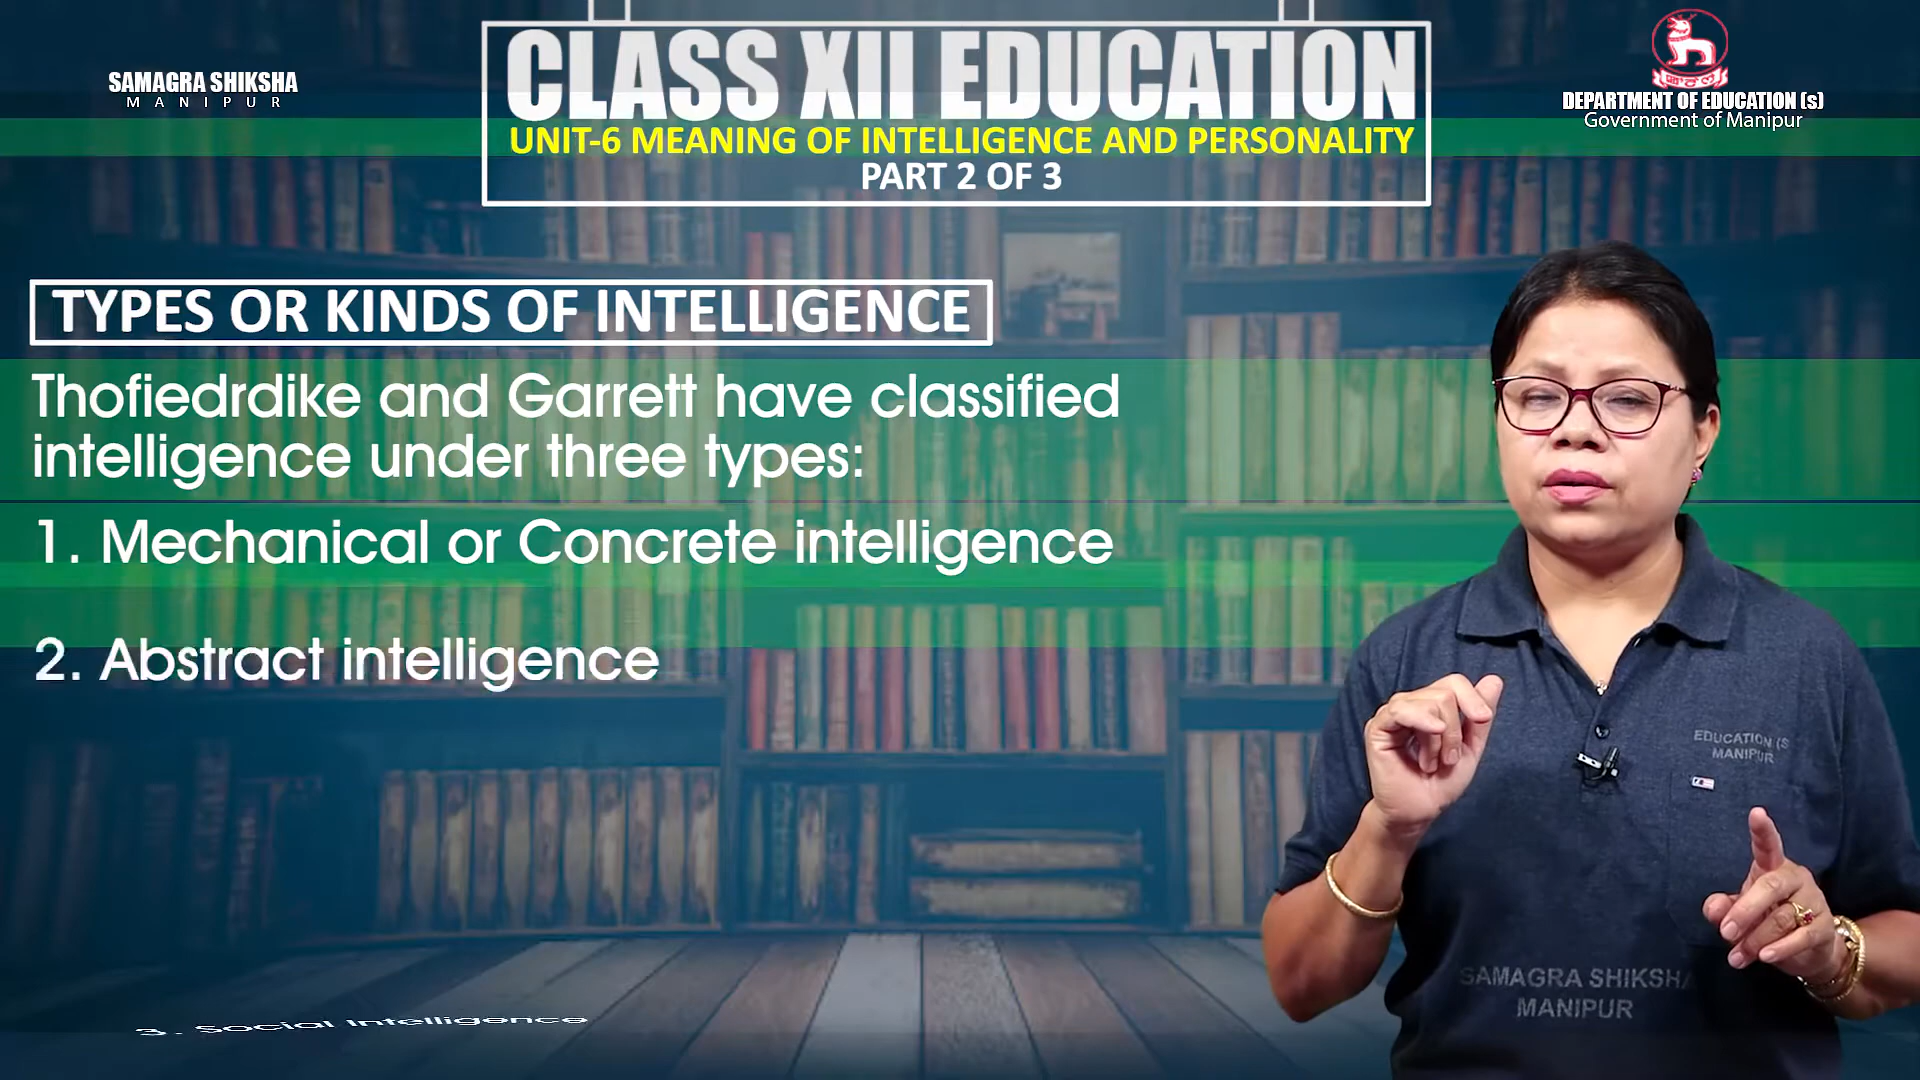 SAMAGRA SHIKSHA
MANIPUR
CLASS XII EDUCATION
UNIT-6 MEANING OF INTELLIGENCE AND PERSONALITY
PART 2 OF 3
DEPARTMENT OF EDUCATION (s)
Government of Manipur
TYPES OR KINDS OF INTELLIGENCE
Thofiedrdike and Garrett have classified
intelligence under three types:
1. Mechanical or Concrete intelligence
2. Abstract intelligence
3. Social Intelligence
EDUCATION (S
MANIPUR
SAMAGRA SHIKSHA
MANIPUR